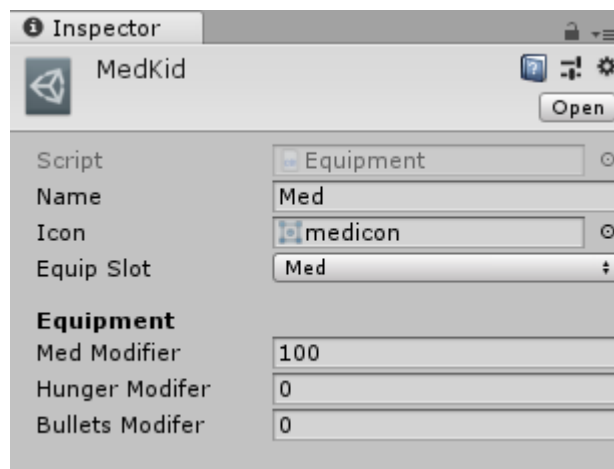 Inspector
MedKid
Open
Script Equipment
Name Med
Icon medicon
Equip Slot Med
Equipment
Med Modifier 100
Hunger Modifer 0
Bullets Modifer 0